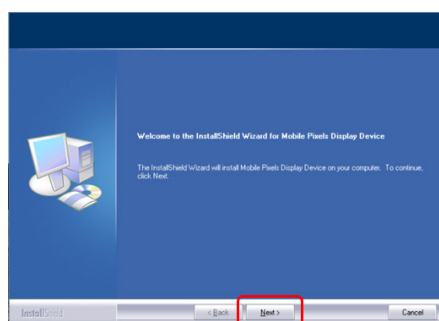 Welcome to the InstallShield Wizard for Mobile Pixels Display Device
The InstallShield Wizard will install Mobile Pixels Display Device on your computer. To continue,
click Next.
InstallShield
< Back
Next >
Cancel